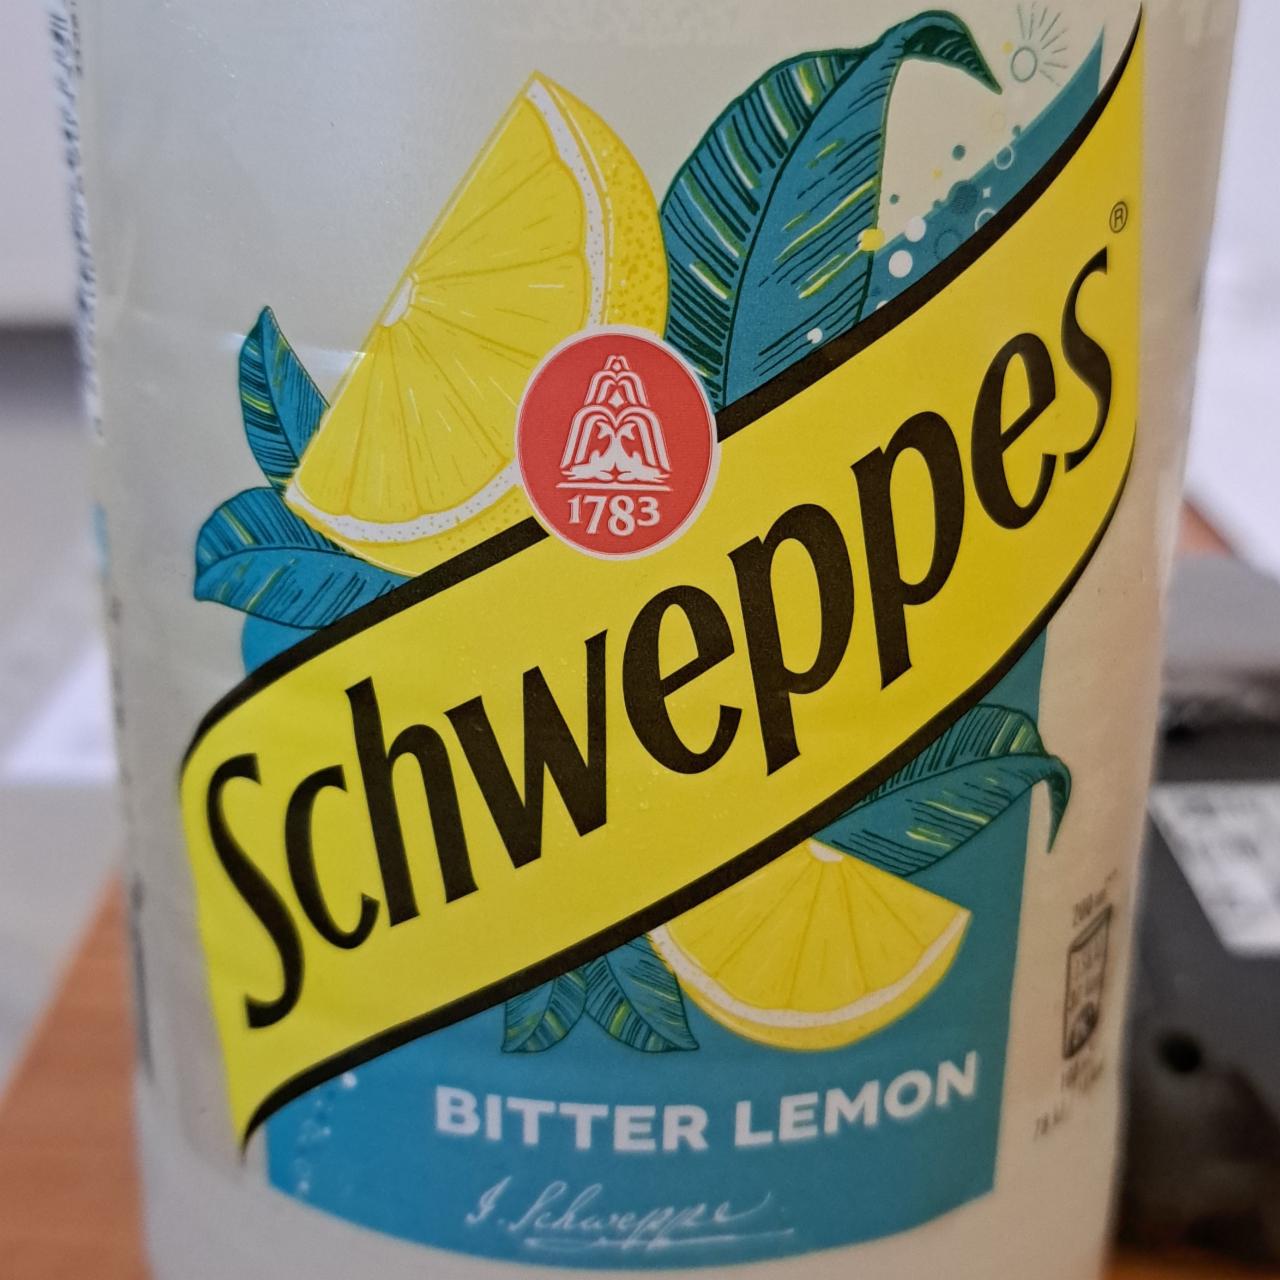 1783
Schweppes®
BITTER LEMON
J. Schweppe